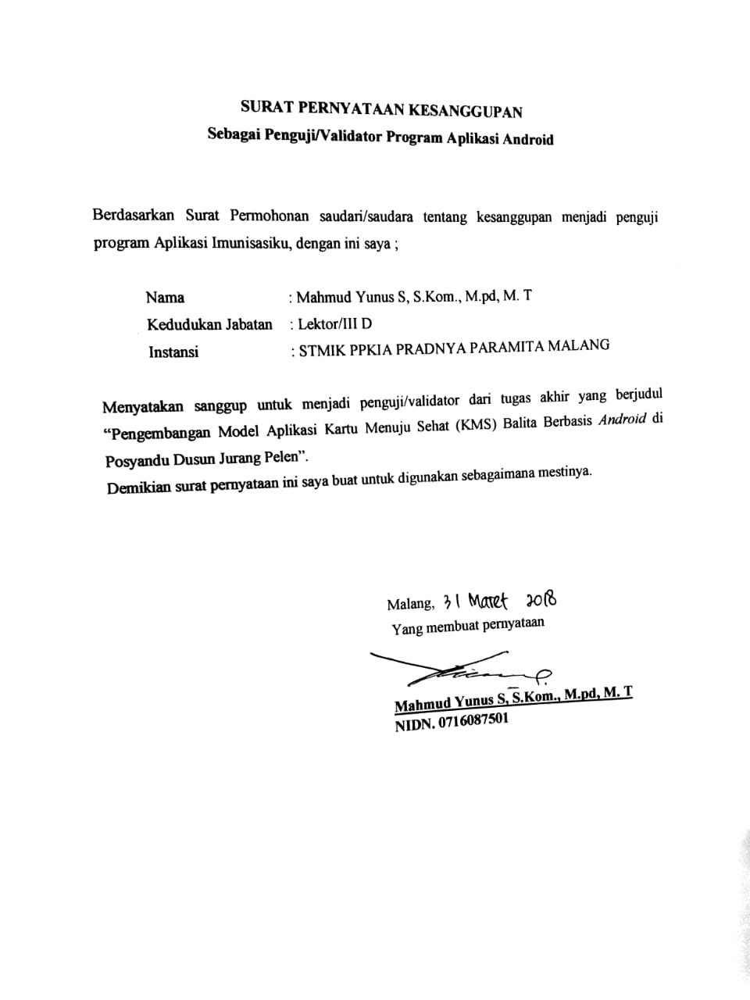 SURAT PERNYATAAN KESANGGUPAN
Sebagai Penguji/Validator Program Aplikasi Android
Berdasarkan Surat Permohonan saudari/saudara tentang kesanggupan menjadi penguji
program Aplikasi Imunisasiku, dengan ini saya ;
Nama : Mahmud Yunus S, S.Kom., M.pd, M. T
Kedudukan Jabatan : Lektor/III D
Instansi : STMIK PPKIA PRADNYA PARAMITA MALANG
Menyatakan sanggup untuk menjadi penguji/validator dari tugas akhir yang berjudul
“Pengembangan Model Aplikasi Kartu Menuju Sehat (KMS) Balita Berbasis Android di
Posyandu Dusun Jurang Pelen”.
Demikian surat pernyataan ini saya buat untuk digunakan sebagaimana mestinya.
Malang, 31 Maret 2018
Yang membuat pernyataan
Mahmud Yunus S, S.Kom., M.pd, M. T
NIDN. 0716087501